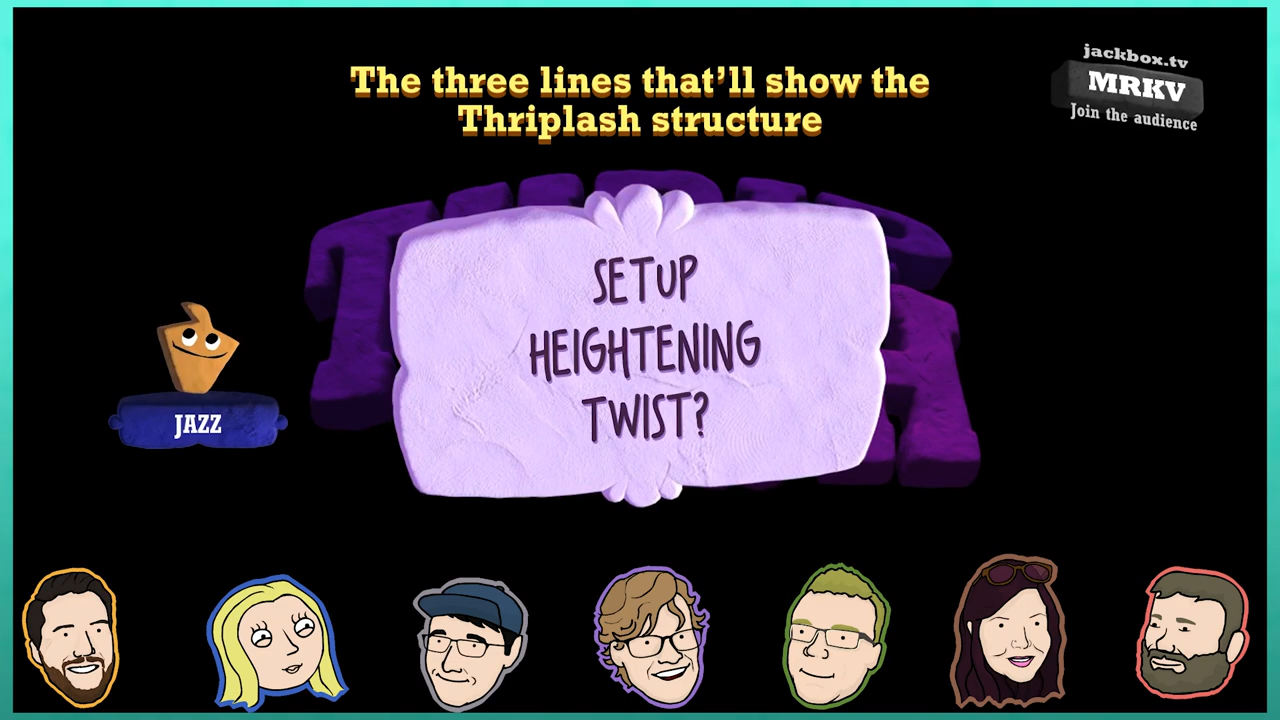 The three lines that'll show the
Thriplash structure
jackbox.tv
MRKV
Join the audience
SETUP
HEIGHTENING
TWIST?
JAZZ